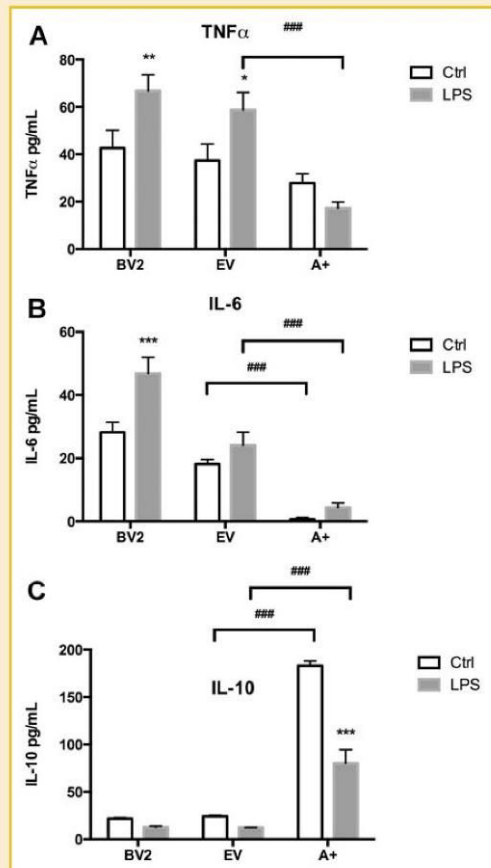 A
TNFα
###
80
**
*
Ctrl
LPS
60
40
20
0
TNFα pg/mL
BV2 EV A+
B
IL-6
###
60
***
###
Ctrl
LPS
40
20
0
IL-6 pg/mL
BV2 EV A+
C
###
###
200
IL-10
Ctrl
LPS
150
***
100
50
0
IL-10 pg/mL
BV2 EV A+